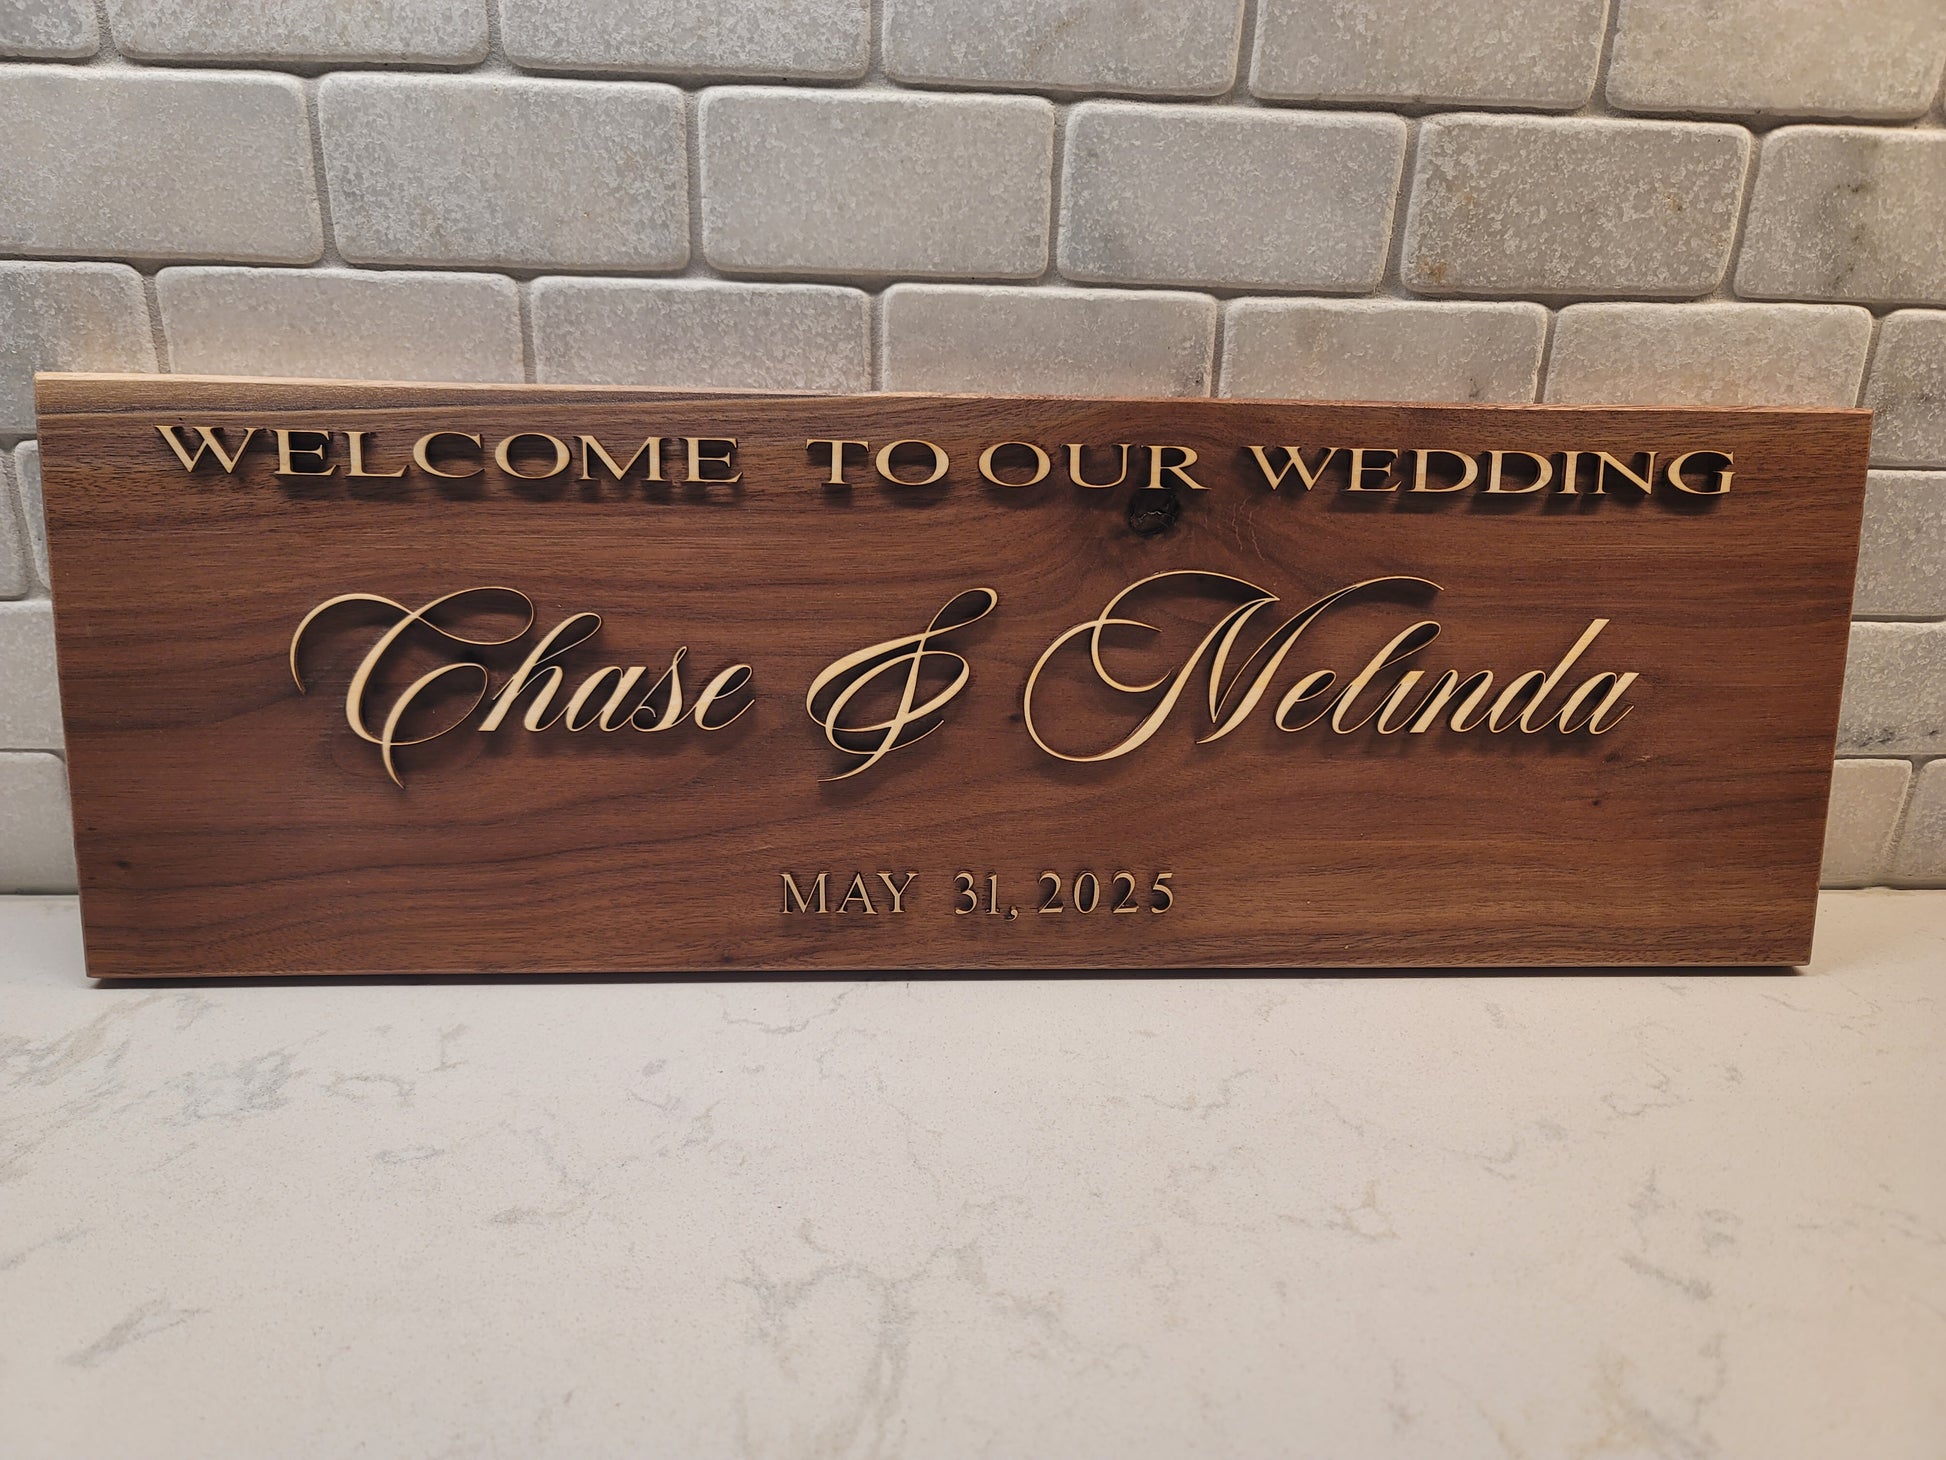 WELCOME TO OUR WEDDING
Chase & Melinda
MAY 31, 2025